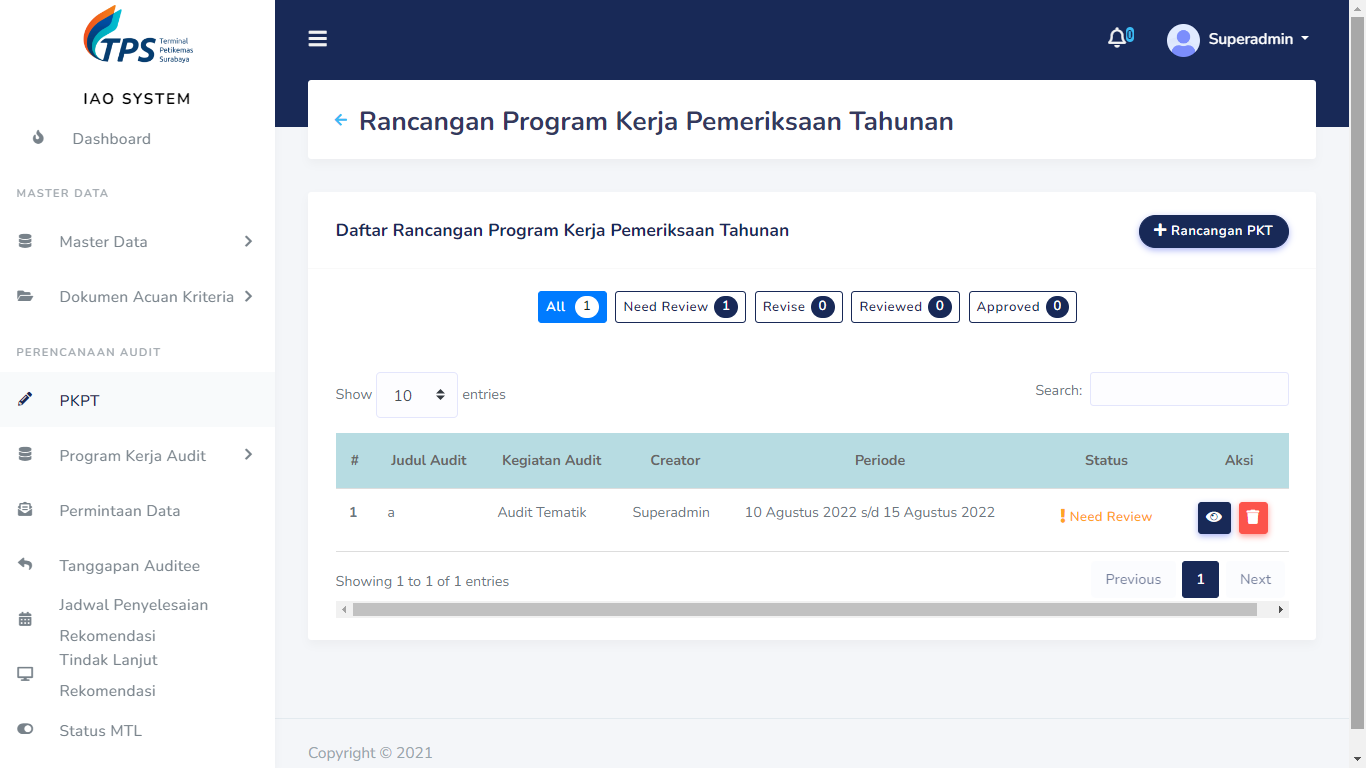 TPS
Terminal
Petikemas
Surabaya
IAO SYSTEM
Dashboard
MASTER DATA
Master Data
Dokumen Acuan Kriteria
PERENCANAAN AUDIT
PKPT
Program Kerja Audit
Permintaan Data
Tanggapan Auditee
Jadwal Penyelesaian
Rekomendasi
Tindak Lanjut
Rekomendasi
Status MTL
0
Superadmin
Rancangan Program Kerja Pemeriksaan Tahunan
Daftar Rancangan Program Kerja Pemeriksaan Tahunan
Rancangan PKT
All 1 Need Review 1 Revise 0 Reviewed 0 Approved 0
Show 10 entries
Search:
# Judul Audit Kegiatan Audit Creator Periode Status Aksi
1 a Audit Tematik Superadmin 10 Agustus 2022 s/d 15 Agustus 2022 Need Review
Showing 1 to 1 of 1 entries
Previous 1 Next
Copyright © 2021